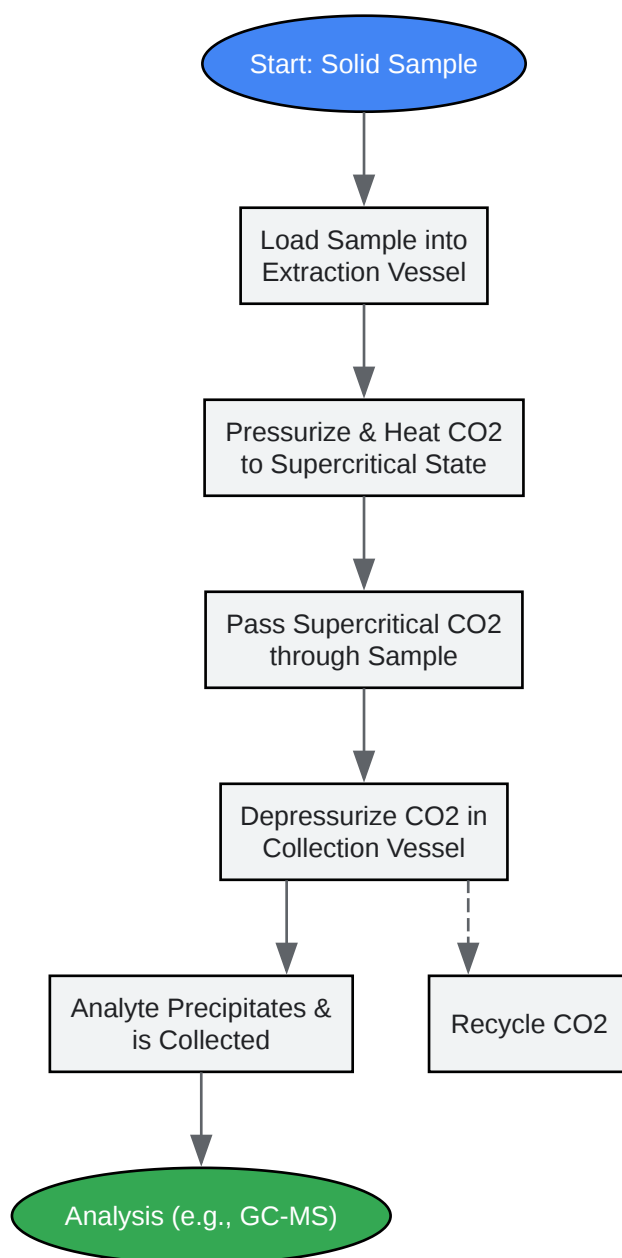 Start: Solid Sample
Load Sample into
Extraction Vessel
Pressurize & Heat CO2
to Supercritical State
Pass Supercritical CO2
through Sample
Depressurize CO2 in
Collection Vessel
Analyte Precipitates &
is Collected
Recycle CO2
Analysis (e.g., GC-MS)